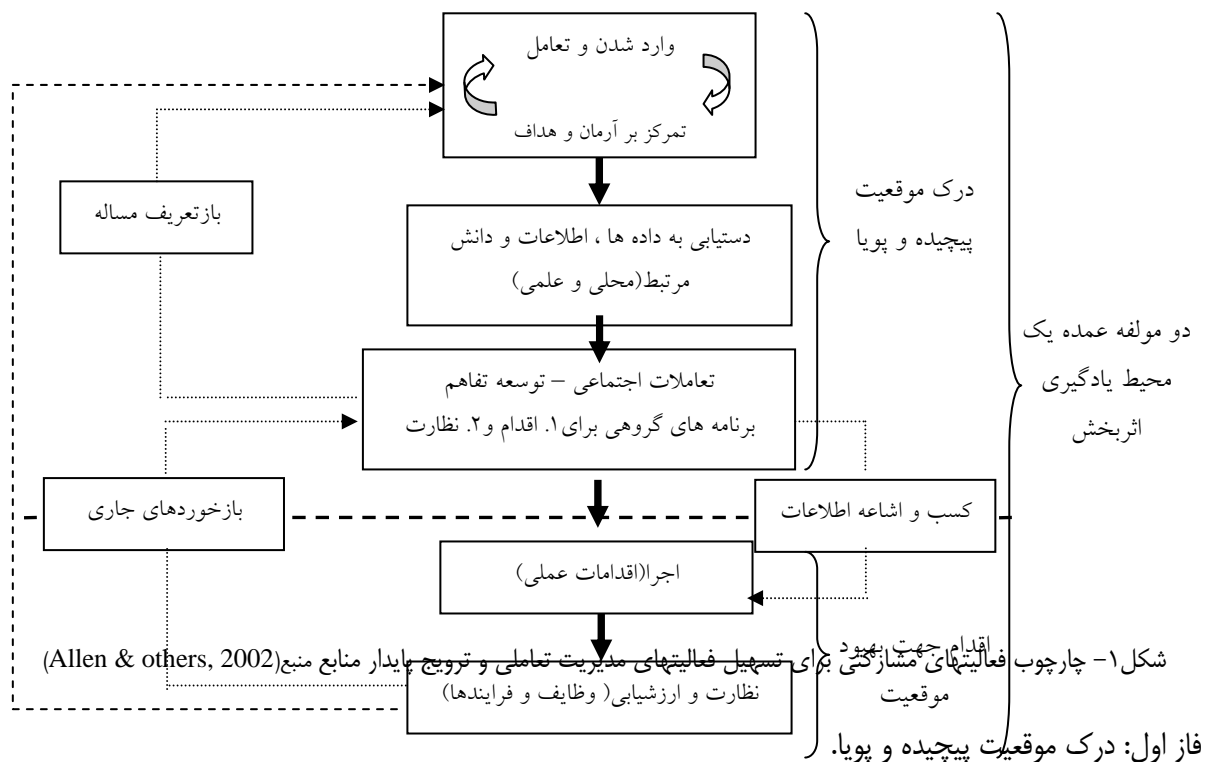 وارد شدن و تعامل
تمرکز بر آرمان و هدف
درک موقعیت
پیچیده و پویا
بازتعریف مساله
دستیابی به داده ها ، اطلاعات و دانش
مرتبط(محلی و علمی)
دو مولفه عمده یک
محیط یادگیری
اثربخش
تعاملات اجتماعی – توسعه تفاهم
برنامه های گروهی برای۱. اقدام و۲. نظارت
بازخوردهای جاری
کسب و اشاعه اطلاعات
اجرا(اقدامات عملی)
اقدام جهت بهبود
موقعیت
شکل۱- چارچوب فعالیتهای مشارکتی برای تسهیل فعالیتهای مدیریت تعاملی و ترویج پایدار منابع منبع(Allen & others, 2002)
نظارت و ارزشیابی( وظایف و فرایندها)
فاز اول: درک موقعیت پیچیده و پویا.